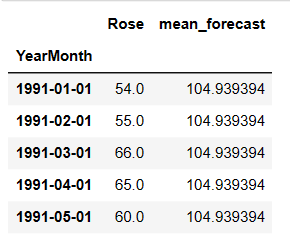 Rose mean_forecast
YearMonth
1991-01-01 54.0 104.939394
1991-02-01 55.0 104.939394
1991-03-01 66.0 104.939394
1991-04-01 65.0 104.939394
1991-05-01 60.0 104.939394